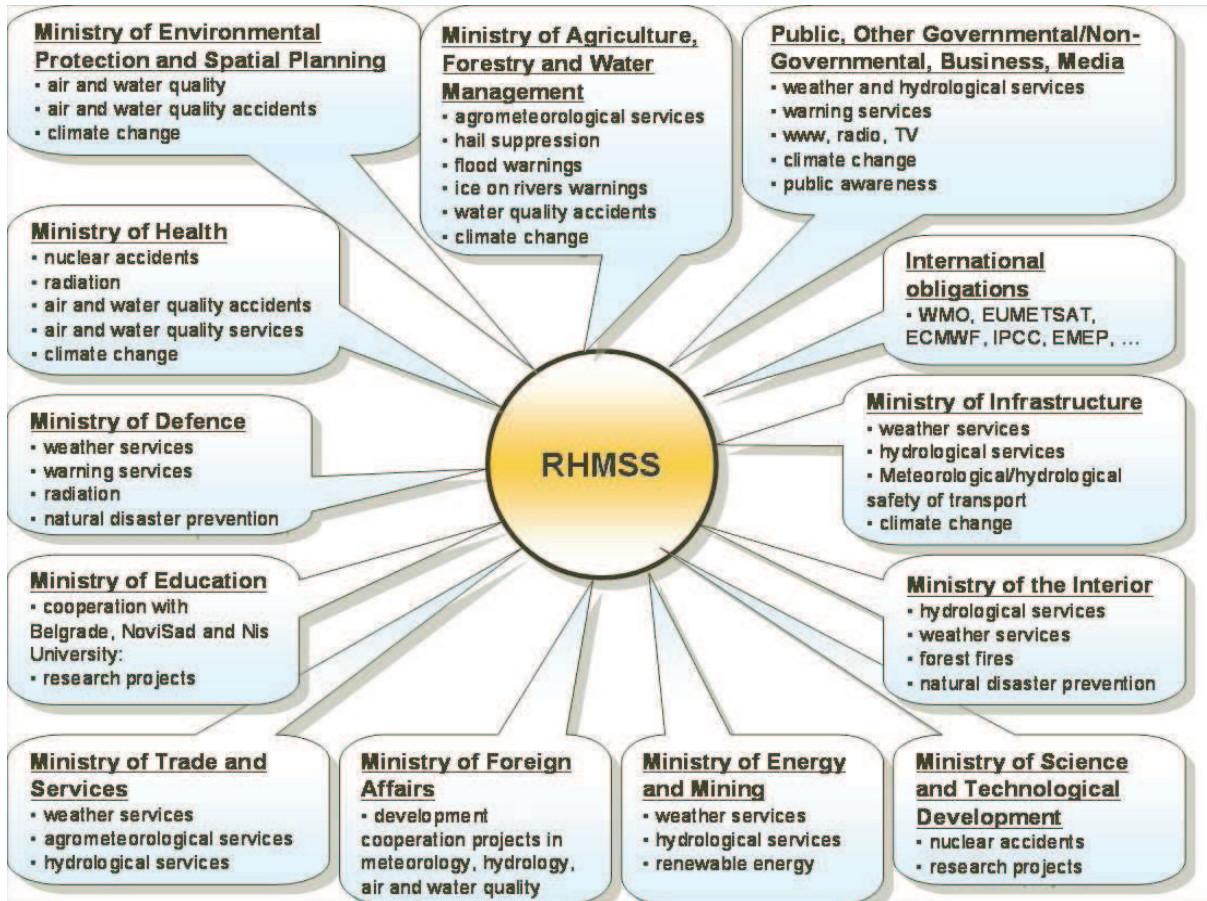 Ministry of Environmental
Protection and Spatial Planning
▪ air and water quality
▪ air and water quality accidents
▪ climate change
Ministry of Agriculture,
Forestry and Water
Management
▪ agrometeorological services
▪ hail suppression
▪ flood warnings
▪ ice on rivers warnings
▪ water quality accidents
▪ climate change
Public, Other Governmental/Non-
Governmental, Business, Media
▪ weather and hydrological services
▪ warning services
▪ www, radio, TV
▪ climate change
▪ public awareness
Ministry of Health
▪ nuclear accidents
▪ radiation
▪ air and water quality accidents
▪ air and water quality services
▪ climate change
International
obligations
▪ WMO, EUMETSAT,
ECMWF, IPCC, EMEP, ...
Ministry of Defence
▪ weather services
▪ warning services
▪ radiation
▪ natural disaster prevention
RHMSS
Ministry of Infrastructure
▪ weather services
▪ hydrological services
▪ Meteorological/hydrological
safety of transport
▪ climate change
Ministry of Education
▪ cooperation with
Belgrade, NoviSad and Nis
University:
▪ research projects
Ministry of the Interior
▪ hydrological services
▪ weather services
▪ forest fires
▪ natural disaster prevention
Ministry of Trade and
Services
▪ weather services
▪ agrometeorological services
▪ hydrological services
Ministry of Foreign
Affairs
▪ development
cooperation projects in
meteorology, hydrology,
air and water quality
Ministry of Energy
and Mining
▪ weather services
▪ hydrological services
▪ renewable energy
Ministry of Science
and Technological
Development
▪ nuclear accidents
▪ research projects